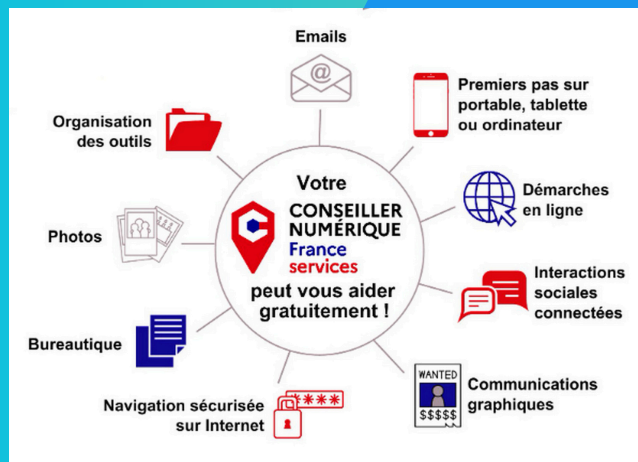 Emails
Premiers pas sur
portable, tablette
ou ordinateur
Démarches
en ligne
Interactions
sociales
connectées
WANTED
$$$$$
Communications
graphiques
****
Navigation sécurisée
sur Internet
Bureautique
Photos
Organisation
des outils
@
Votre
CONSEILLER
NUMÉRIQUE
France
services
peut vous aider
gratuitement !